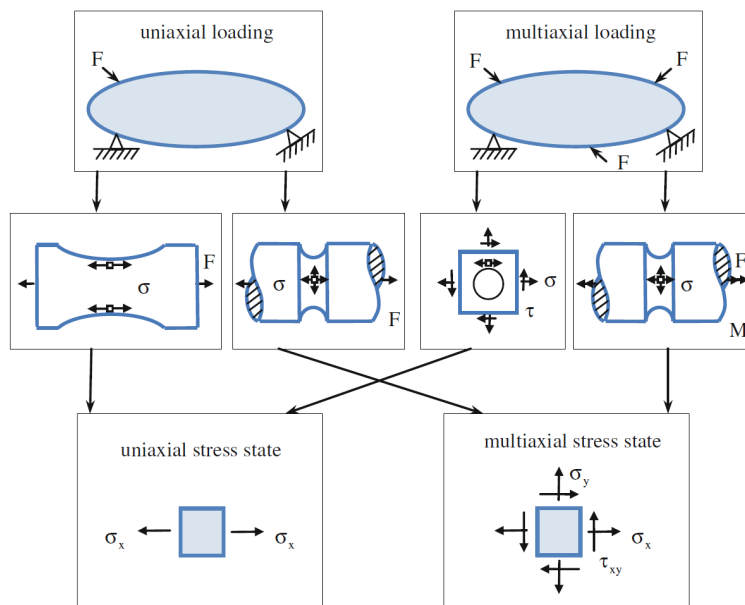 uniaxial loading
F
multiaxial loading
F
F
F
σ
F
σ
F
σ
τ
σ
F
M
uniaxial stress state
σx
σx
multiaxial stress state
σy
σx
τxy